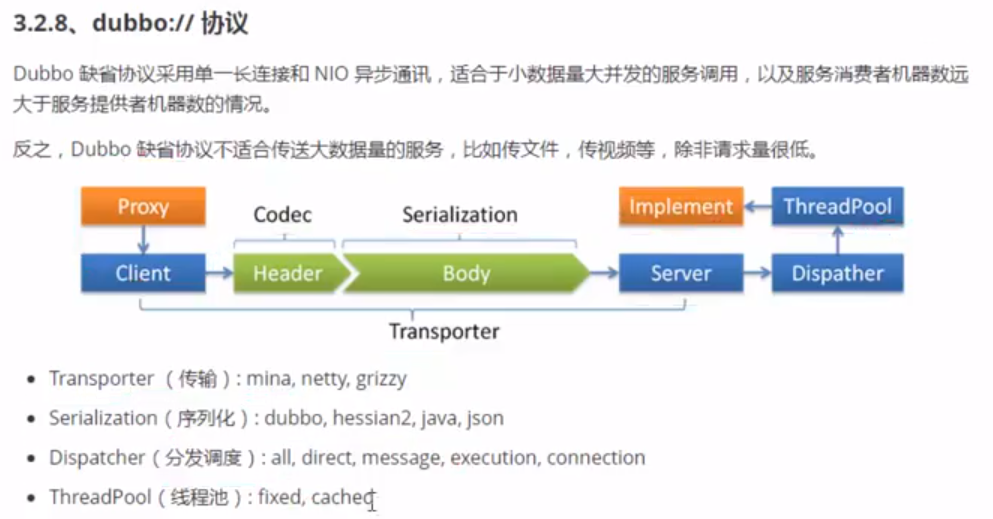 3.2.8、dubbo:// 协议
Dubbo 缺省协议采用单一长连接和 NIO 异步通讯，适合于小数据量大并发的服务调用，以及服务消费者机器数远
大于服务提供者机器数的情况。
反之，Dubbo 缺省协议不适合传送大数据量的服务，比如传文件，传视频等，除非请求量很低。
Proxy
Codec
Serialization
Implement
ThreadPool
Client
Header
Body
Server
Dispather
Transporter
• Transporter （传输）: mina, netty, grizzy
• Serialization（序列化）: dubbo, hessian2, java, json
• Dispatcher（分发调度）: all, direct, message, execution, connection
• ThreadPool（线程池）: fixed, cached